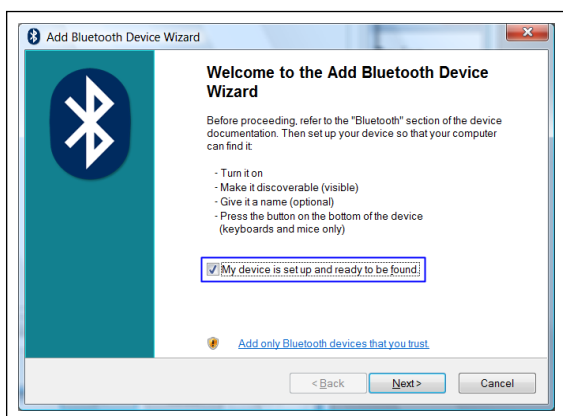 Add Bluetooth Device Wizard
Welcome to the Add Bluetooth Device
Wizard
Before proceeding, refer to the "Bluetooth" section of the device
documentation. Then set up your device so that your computer
can find it:
- Turn it on
- Make it discoverable (visible)
- Give it a name (optional)
- Press the button on the bottom of the device
(keyboards and mice only)
My device is set up and ready to be found.
Add only Bluetooth devices that you trust.
< Back Next > Cancel